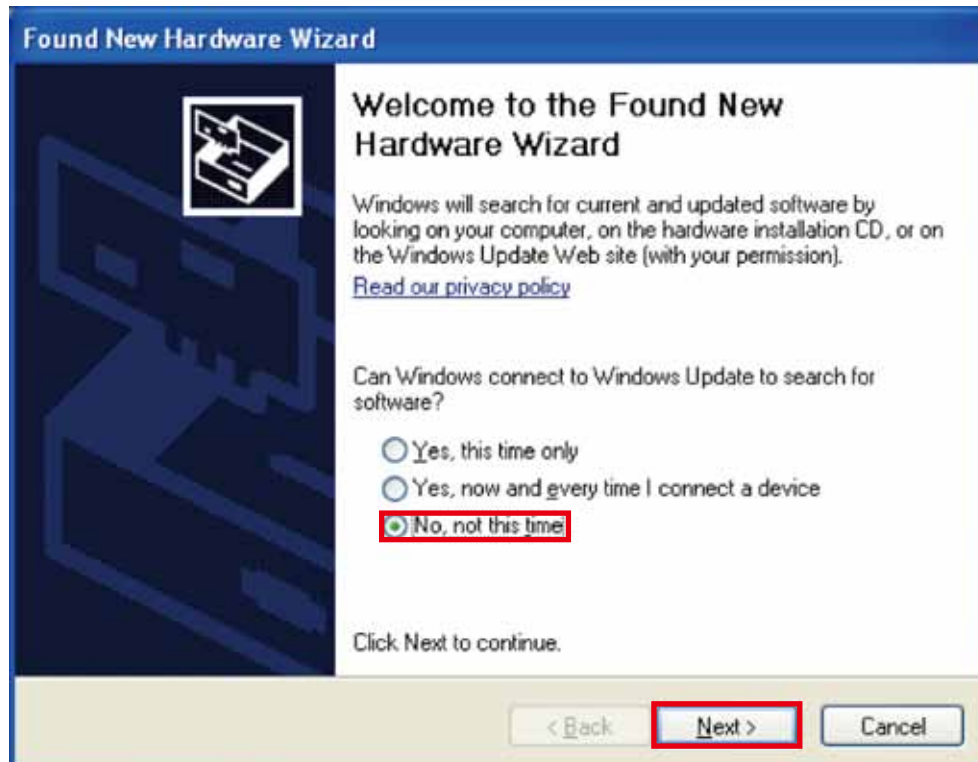 Found New Hardware Wizard
Welcome to the Found New
Hardware Wizard
Windows will search for current and updated software by
looking on your computer, on the hardware installation CD, or on
the Windows Update Web site (with your permission).
Read our privacy policy
Can Windows connect to Windows Update to search for
software?
Yes, this time only
Yes, now and every time I connect a device
No, not this time
Click Next to continue.
< Back Next > Cancel